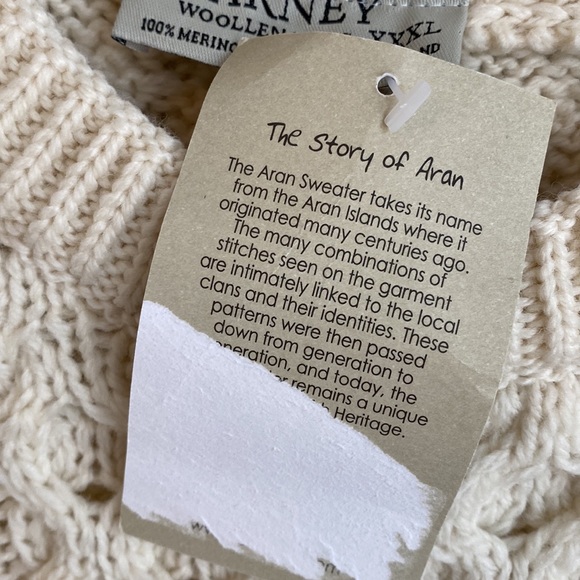 WOOLLEN XXXL
100% MERINO
The Story of Aran
The Aran Sweater takes its name
from the Aran Islands where it
originated many centuries ago.
The many combinations of
stitches seen on the garment
are intimately linked to the local
clans and their identities. These
patterns were then passed
down from generation to
and today, the
remains a unique
Heritage.